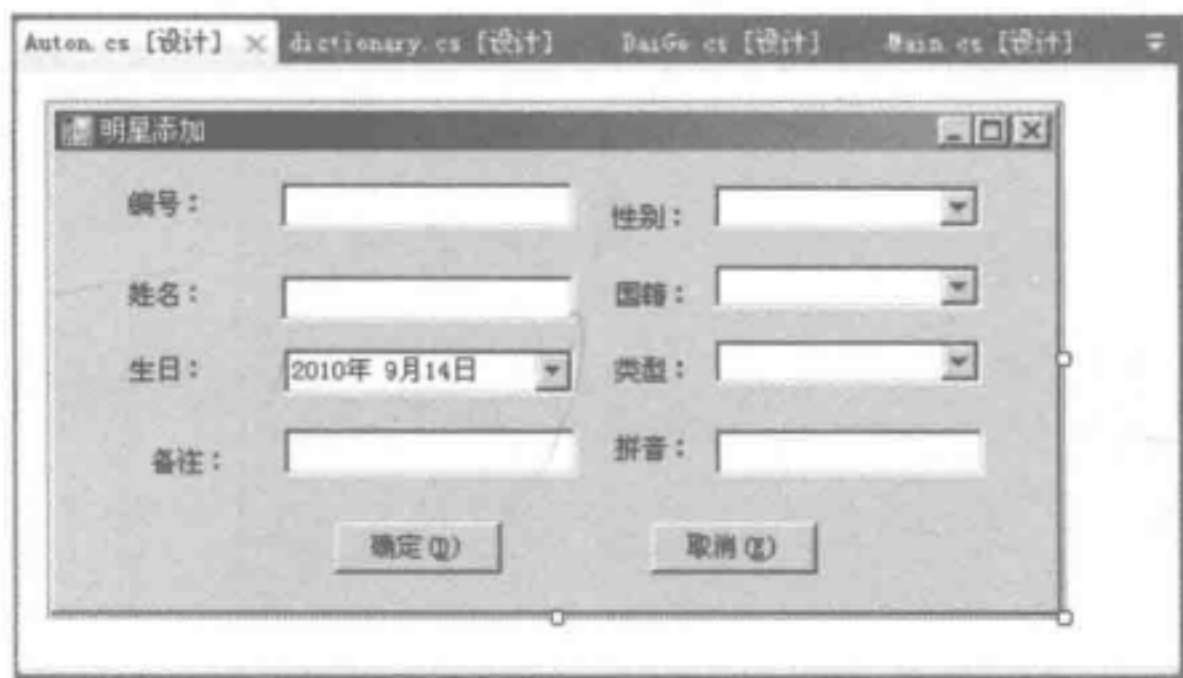 Auton.cs [设计] × dictionary.cs [设计] DaiGe cs [设计] Main.cs [设计]
明星添加
编号： 性别：
姓名： 国籍：
生日： 2010年 9月14日 类型：
备注： 拼音：
确定 取消